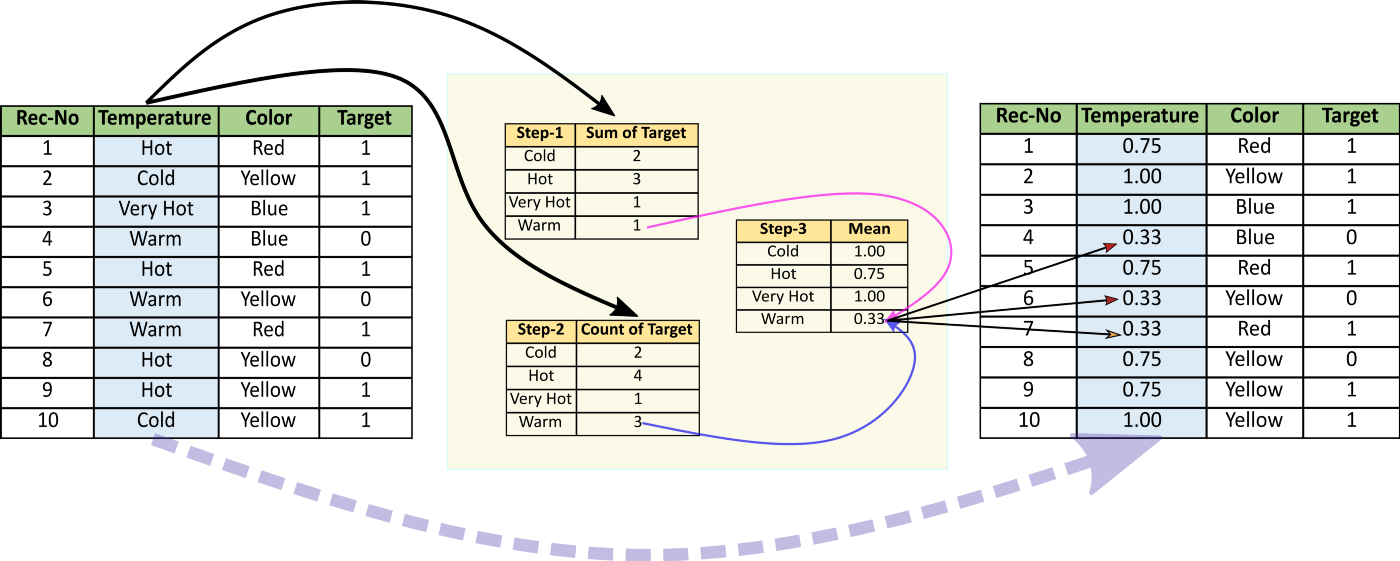 Rec-No Temperature Color Target
1 Hot Red 1
2 Cold Yellow 1
3 Very Hot Blue 1
4 Warm Blue 0
5 Hot Red 1
6 Warm Yellow 0
7 Warm Red 1
8 Hot Yellow 0
9 Hot Yellow 1
10 Cold Yellow 1
Step-1 Sum of Target
Cold 2
Hot 3
Very Hot 1
Warm 1
Step-2 Count of Target
Cold 2
Hot 4
Very Hot 1
Warm 3
Step-3 Mean
Cold 1.00
Hot 0.75
Very Hot 1.00
Warm 0.33
Rec-No Temperature Color Target
1 0.75 Red 1
2 1.00 Yellow 1
3 1.00 Blue 1
4 0.33 Blue 0
5 0.75 Red 1
6 0.33 Yellow 0
7 0.33 Red 1
8 0.75 Yellow 0
9 0.75 Yellow 1
10 1.00 Yellow 1